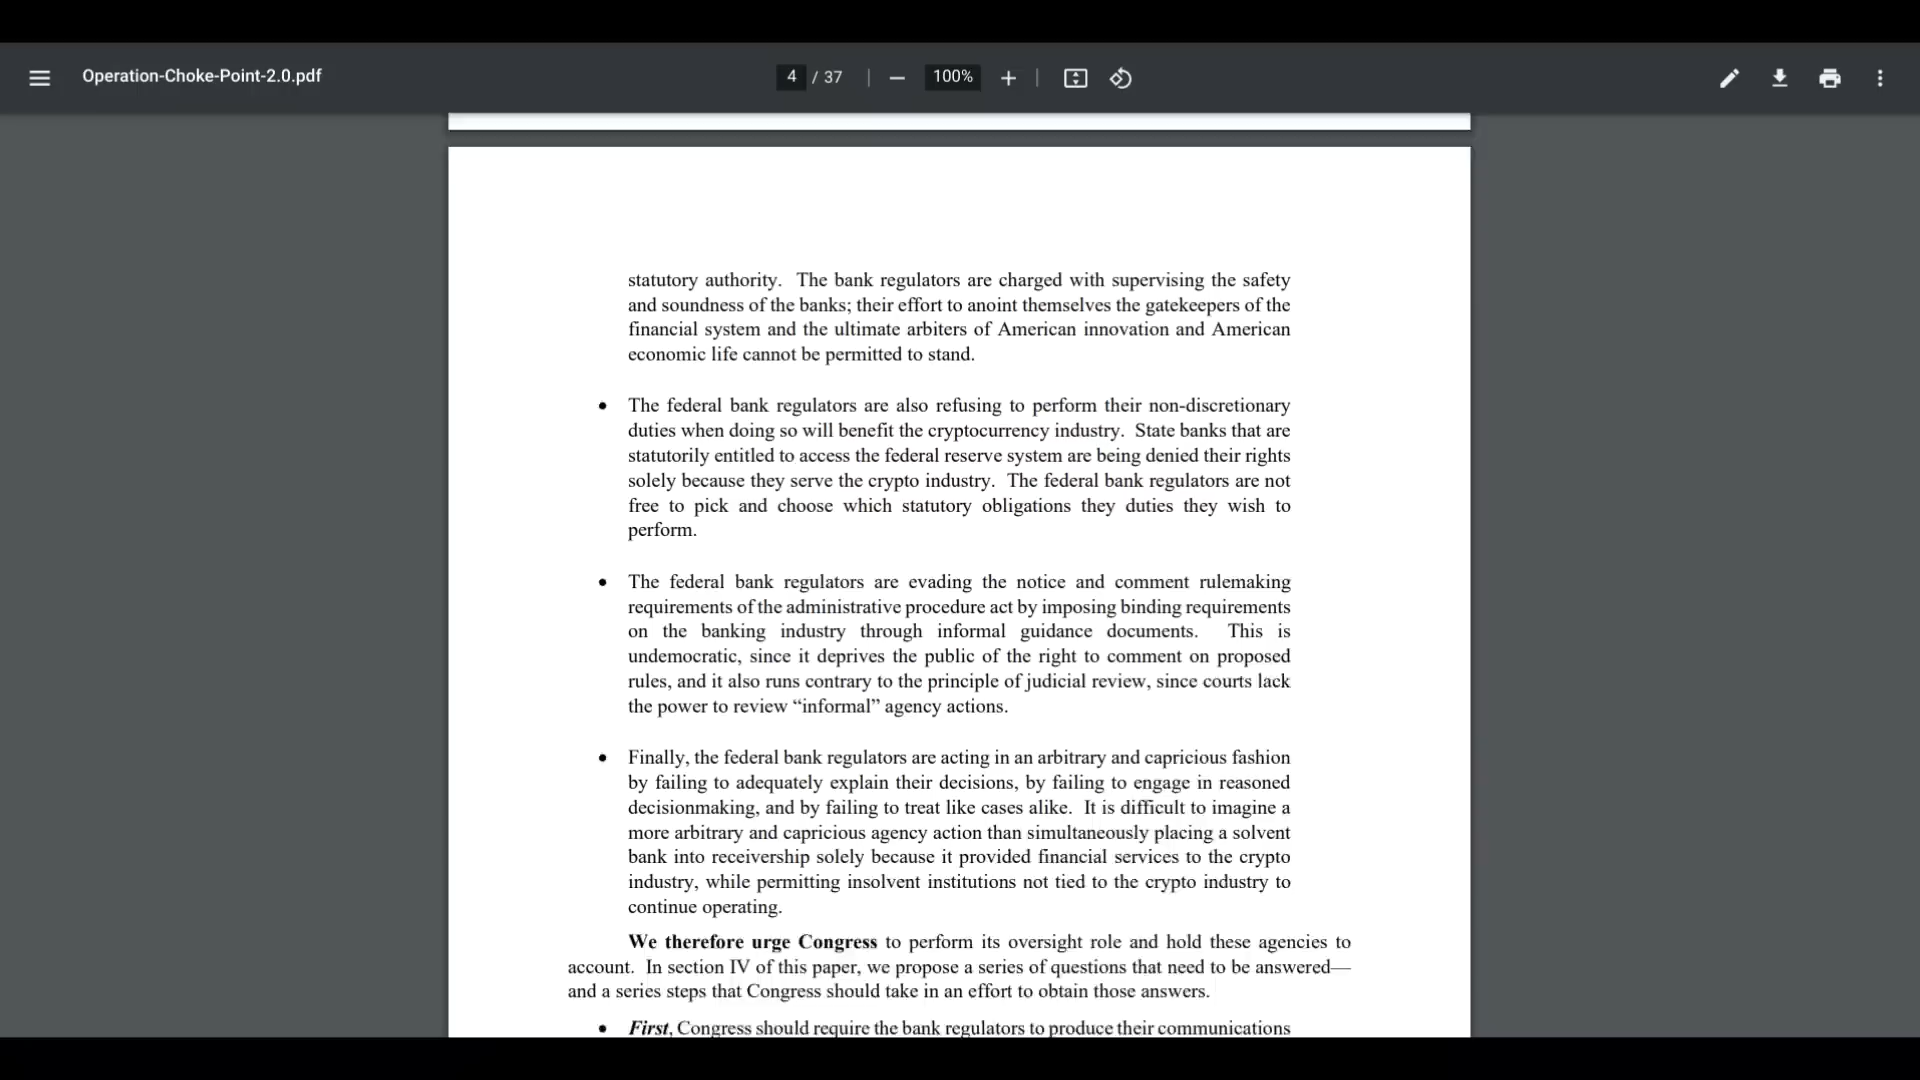 Operation-Choke-Point-2.0.pdf
4 / 37
100%
statutory authority. The bank regulators are charged with supervising the safety
and soundness of the banks; their effort to anoint themselves the gatekeepers of the
financial system and the ultimate arbiters of American innovation and American
economic life cannot be permitted to stand.
• The federal bank regulators are also refusing to perform their non-discretionary
duties when doing so will benefit the cryptocurrency industry. State banks that are
statutorily entitled to access the federal reserve system are being denied their rights
solely because they serve the crypto industry. The federal bank regulators are not
free to pick and choose which statutory obligations they duties they wish to
perform.
• The federal bank regulators are evading the notice and comment rulemaking
requirements of the administrative procedure act by imposing binding requirements
on the banking industry through informal guidance documents. This is
undemocratic, since it deprives the public of the right to comment on proposed
rules, and it also runs contrary to the principle of judicial review, since courts lack
the power to review “informal” agency actions.
• Finally, the federal bank regulators are acting in an arbitrary and capricious fashion
by failing to adequately explain their decisions, by failing to engage in reasoned
decisionmaking, and by failing to treat like cases alike. It is difficult to imagine a
more arbitrary and capricious agency action than simultaneously placing a solvent
bank into receivership solely because it provided financial services to the crypto
industry, while permitting insolvent institutions not tied to the crypto industry to
continue operating.
We therefore urge Congress to perform its oversight role and hold these agencies to
account. In section IV of this paper, we propose a series of questions that need to be answered—
and a series steps that Congress should take in an effort to obtain those answers.
• First, Congress should require the bank regulators to produce their communications